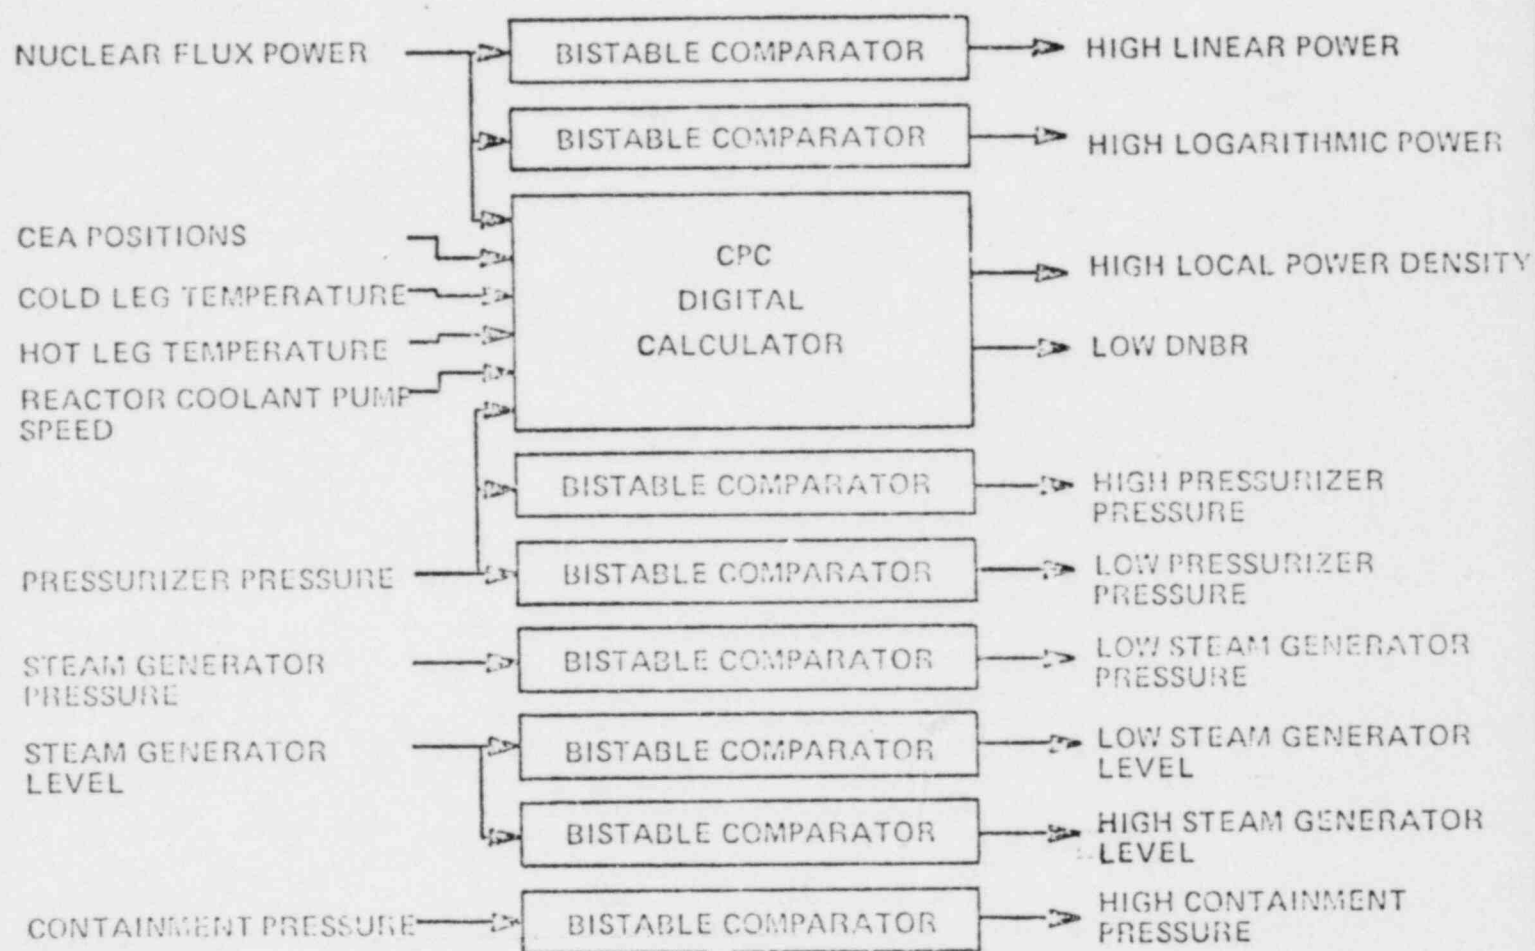 NUCLEAR FLUX POWER
BISTABLE COMPARATOR
HIGH LINEAR POWER
BISTABLE COMPARATOR
HIGH LOGARITHMIC POWER
CEA POSITIONS
COLD LEG TEMPERATURE
HOT LEG TEMPERATURE
REACTOR COOLANT PUMP
SPEED
CPC
DIGITAL
CALCULATOR
HIGH LOCAL POWER DENSITY
LOW DNBR
BISTABLE COMPARATOR
HIGH PRESSURIZER
PRESSURE
PRESSURIZER PRESSURE
BISTABLE COMPARATOR
LOW PRESSURIZER
PRESSURE
STEAM GENERATOR
PRESSURE
BISTABLE COMPARATOR
LOW STEAM GENERATOR
PRESSURE
STEAM GENERATOR
LEVEL
BISTABLE COMPARATOR
LOW STEAM GENERATOR
LEVEL
BISTABLE COMPARATOR
HIGH STEAM GENERATOR
LEVEL
CONTAINMENT PRESSURE
BISTABLE COMPARATOR
HIGH CONTAINMENT
PRESSURE